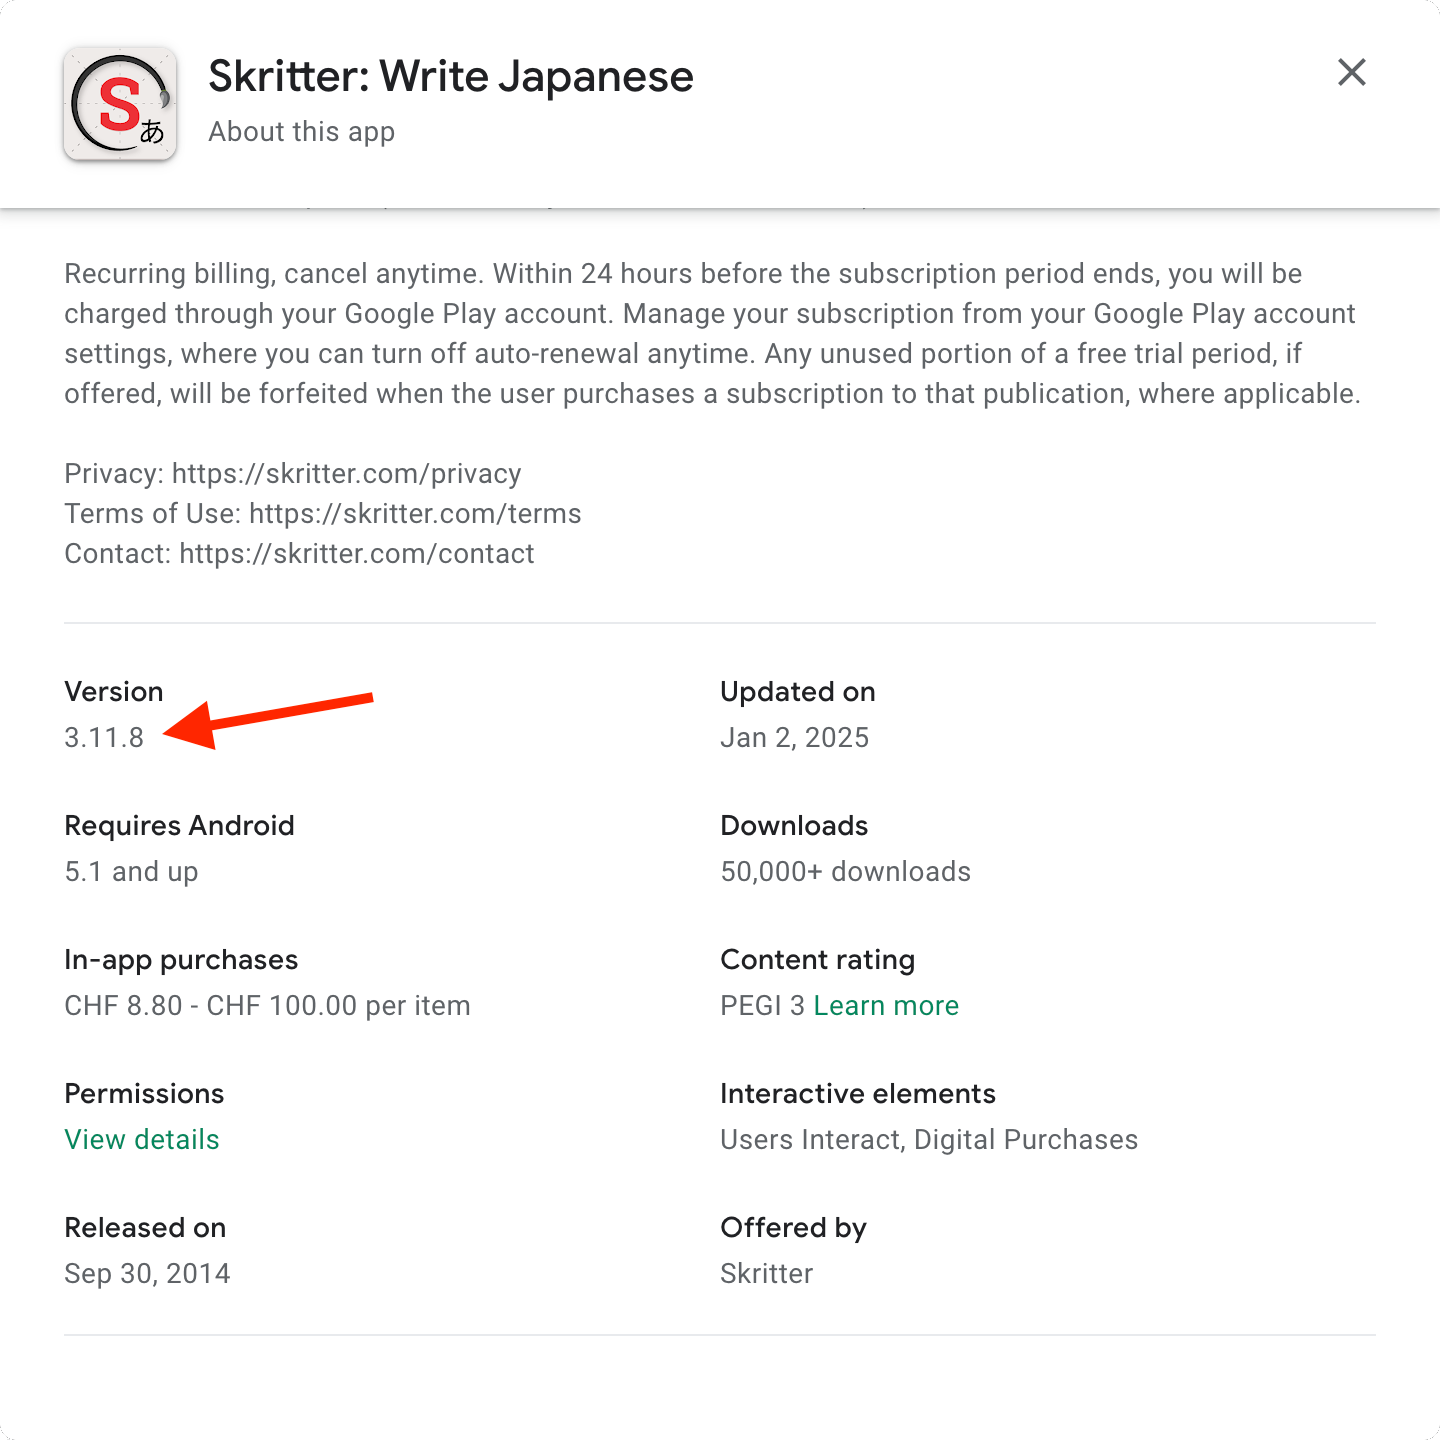 S
あ
Skritter: Write Japanese
About this app
Recurring billing, cancel anytime. Within 24 hours before the subscription period ends, you will be
charged through your Google Play account. Manage your subscription from your Google Play account
settings, where you can turn off auto-renewal anytime. Any unused portion of a free trial period, if
offered, will be forfeited when the user purchases a subscription to that publication, where applicable.
Privacy: https://skritter.com/privacy
Terms of Use: https://skritter.com/terms
Contact: https://skritter.com/contact
Version
3.11.8
Updated on
Jan 2, 2025
Requires Android
5.1 and up
Downloads
50,000+ downloads
In-app purchases
CHF 8.80 - CHF 100.00 per item
Content rating
PEGI 3 Learn more
Permissions
View details
Interactive elements
Users Interact, Digital Purchases
Released on
Sep 30, 2014
Offered by
Skritter